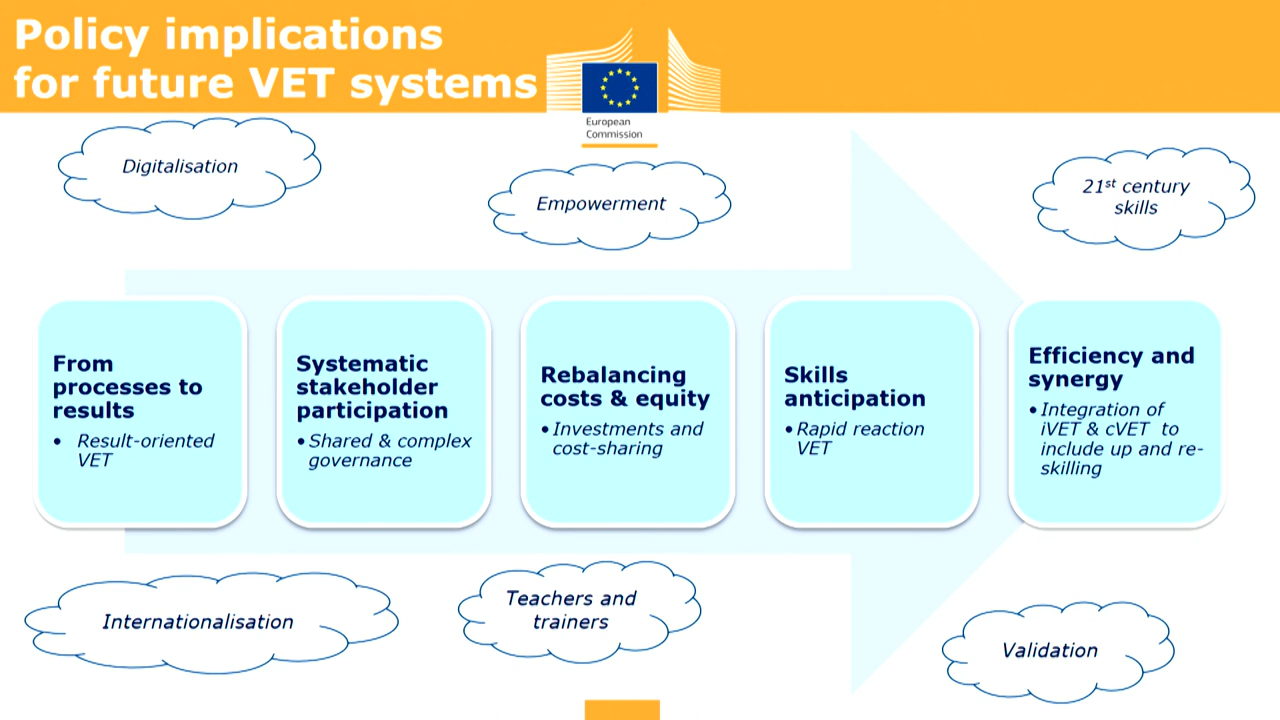 Policy implications
for future VET systems
European
Commission
Digitalisation
Empowerment
21st century
skills
From
processes to
results
• Result-oriented
VET
Systematic
stakeholder
participation
• Shared & complex
governance
Rebalancing
costs & equity
• Investments and
cost-sharing
Skills
anticipation
• Rapid reaction
VET
Efficiency and
synergy
• Integration of
iVET & cVET to
include up and re-
skilling
Internationalisation
Teachers and
trainers
Validation